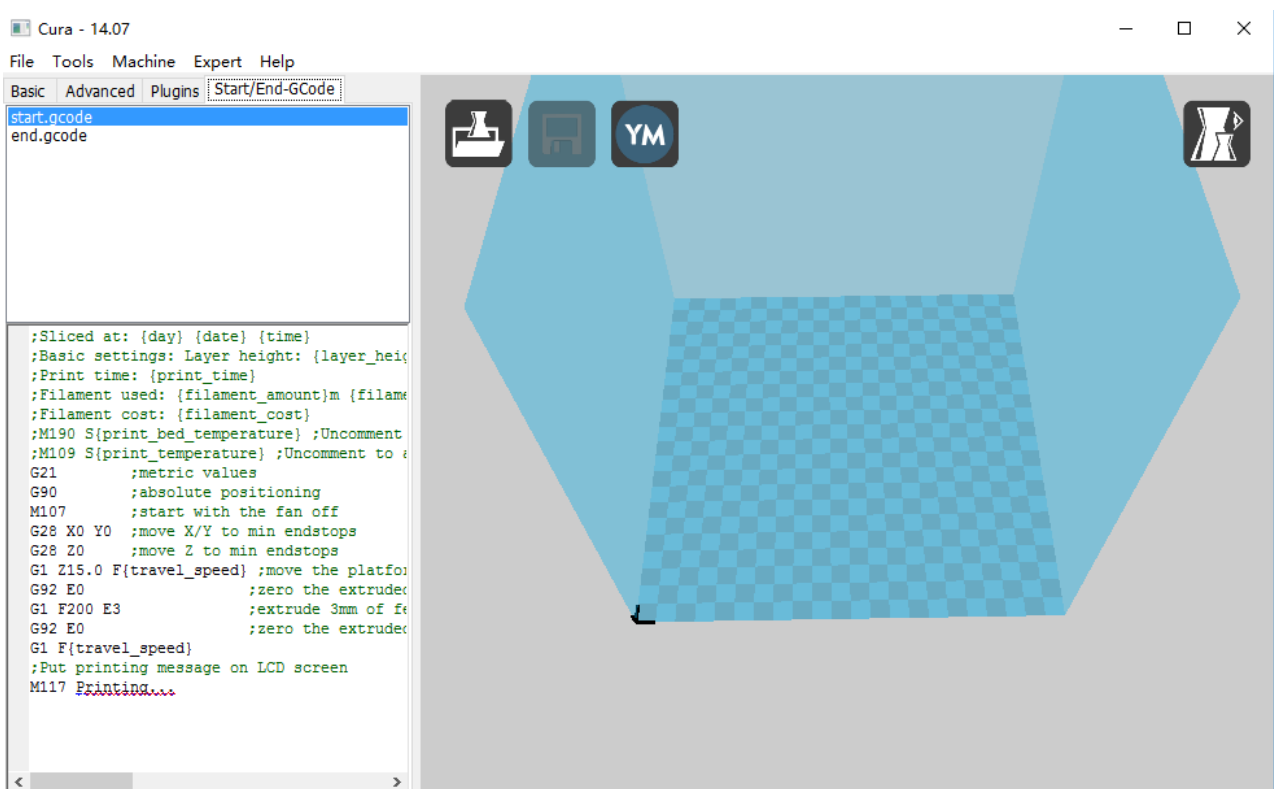 Cura - 14.07
File Tools Machine Expert Help
Basic Advanced Plugins Start/End-GCode
start.gcode
end.gcode
YM
;Sliced at: {day} {date} {time}
;Basic settings: Layer height: {layer_heig
;Print time: {print_time}
;Filament used: {filament_amount}m {filame
;Filament cost: {filament_cost}
;M190 S{print_bed_temperature} ;Uncomment
;M109 S{print_temperature} ;Uncomment to a
G21 ;metric values
G90 ;absolute positioning
M107 ;start with the fan off
G28 X0 Y0 ;move X/Y to min endstops
G28 Z0 ;move Z to min endstops
G1 Z15.0 F{travel_speed} ;move the platfor
G92 E0 ;zero the extruded
G1 F200 E3 ;extrude 3mm of fe
G92 E0 ;zero the extruded
G1 F{travel_speed}
;Put printing message on LCD screen
M117 Printing...